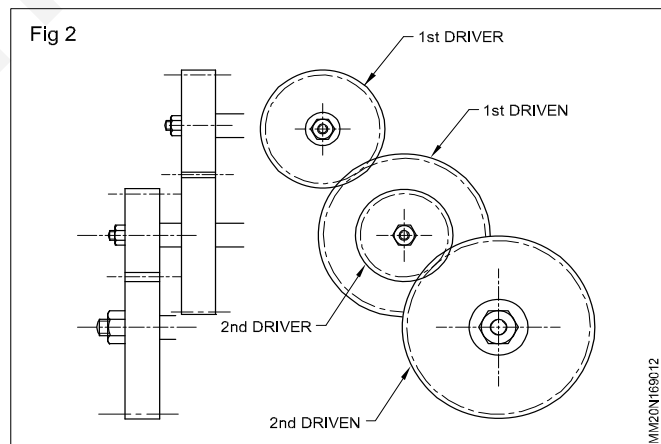 Fig 2
1st DRIVER
1st DRIVEN
2nd DRIVER
2nd DRIVEN
MM20N169012